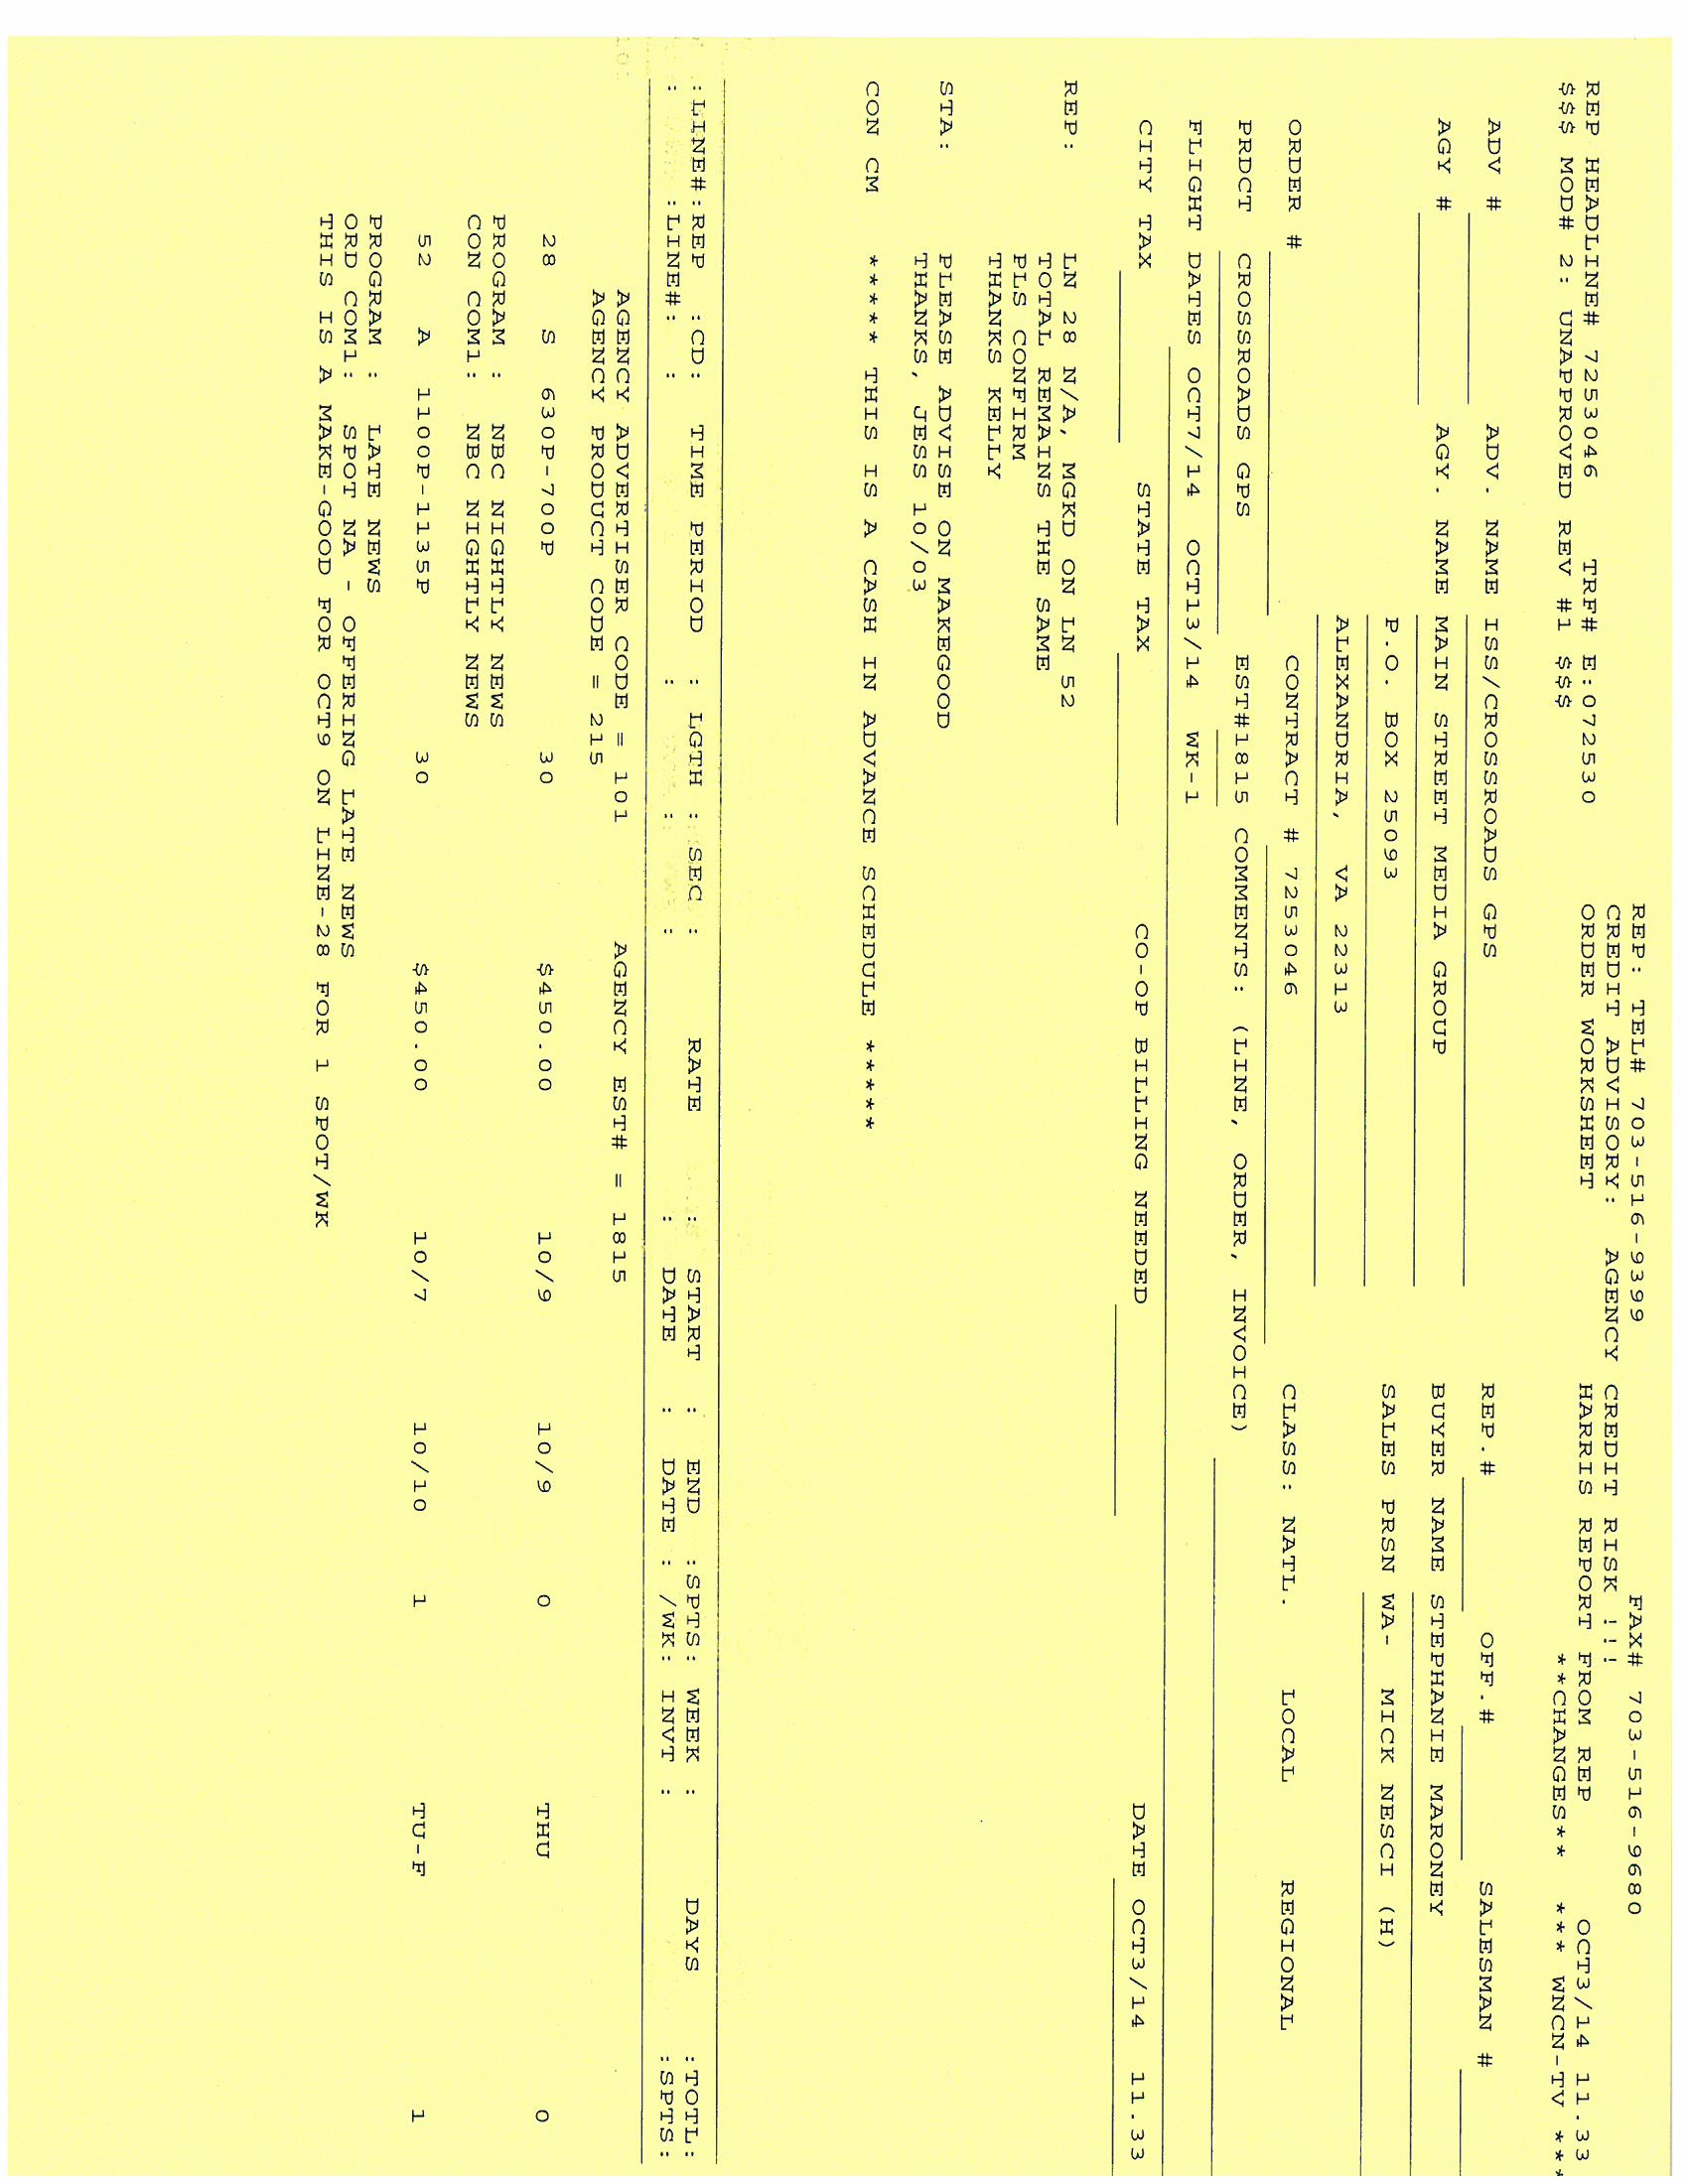 REP: TEL# 703-516-9399 FAX# 703-516-9680
CREDIT ADVISORY: AGENCY CREDIT RISK !!!
REP HEADLINE# 7253046 TRF# E:072530 ORDER WORKSHEET HARRIS REPORT FROM REP OCT3/14 11.33
$$$ MOD# 2: UNAPPROVED REV #1 $$$ **CHANGES** *** WNCN-TV ***
ADV # ADV. NAME ISS/CROSSROADS GPS REP.# OFF.# SALESMAN #
AGY # AGY. NAME MAIN STREET MEDIA GROUP BUYER NAME STEPHANIE MARONEY
P.O. BOX 25093 SALES PRSN WA- MICK NESCI (H)
ALEXANDRIA, VA 22313
ORDER # CONTRACT # 7253046 CLASS: NATL. LOCAL REGIONAL
PRDCT CROSSROADS GPS EST#1815 COMMENTS: (LINE, ORDER, INVOICE)
FLIGHT DATES OCT7/14 OCT13/14 WK-1
CITY TAX STATE TAX CO-OP BILLING NEEDED DATE OCT3/14 11.33
REP: LN 28 N/A, MGKD ON LN 52
TOTAL REMAINS THE SAME
PLS CONFIRM
THANKS KELLY
STA: PLEASE ADVISE ON MAKEGOOD
THANKS, JESS 10/03
CON CM ***** THIS IS A CASH IN ADVANCE SCHEDULE *****
:LINE#:REP :CD: TIME PERIOD : LGTH : SEC : RATE : START : END :SPTS: WEEK : DAYS :TOTL:
: :LINE#: : : : : : DATE : DATE : /WK: INVT : :SPTS:
AGENCY ADVERTISER CODE = 101 AGENCY EST# = 1815
AGENCY PRODUCT CODE = 215
28 S 630P-700P 30 $450.00 10/9 10/9 0 THU 0
PROGRAM : NBC NIGHTLY NEWS
CON COM1: NBC NIGHTLY NEWS
52 A 1100P-1135P 30 $450.00 10/7 10/10 1 TU-F 1
PROGRAM : LATE NEWS
ORD COM1: SPOT NA - OFFERING LATE NEWS
THIS IS A MAKE-GOOD FOR OCT9 ON LINE-28 FOR 1 SPOT/WK